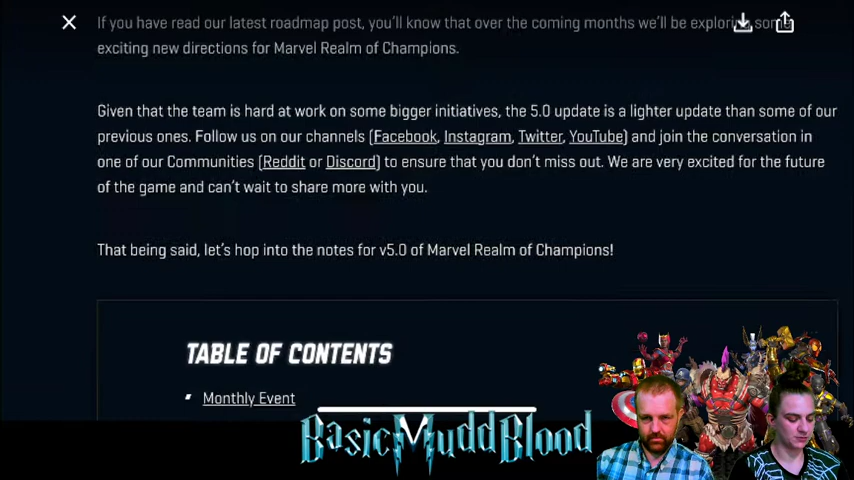 If you have read our latest roadmap post, you'll know that over the coming months we'll be exploring some
exciting new directions for Marvel Realm of Champions.
Given that the team is hard at work on some bigger initiatives, the 5.0 update is a lighter update than some of our
previous ones. Follow us on our channels (Facebook, Instagram, Twitter, YouTube) and join the conversation in
one of our Communities (Reddit or Discord) to ensure that you don't miss out. We are very excited for the future
of the game and can't wait to share more with you.
That being said, let's hop into the notes for v5.0 of Marvel Realm of Champions!
TABLE OF CONTENTS
Monthly Event
BasicMuddBlood